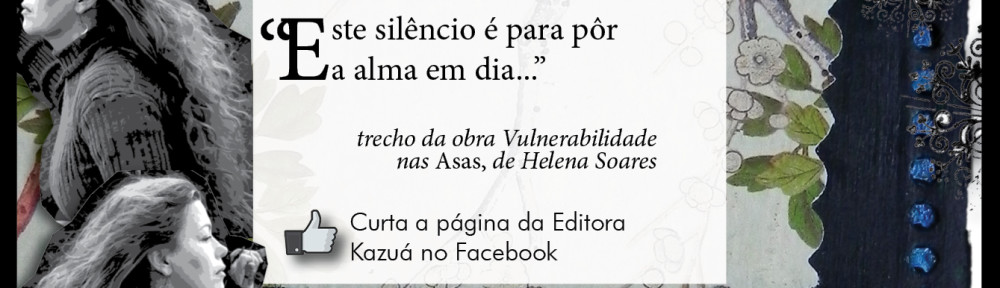 “Este silêncio é para pôr
a alma em dia...”
trecho da obra Vulnerabilidade
nas Asas, de Helena Soares
Curta a página da Editora
Kazuá no Facebook